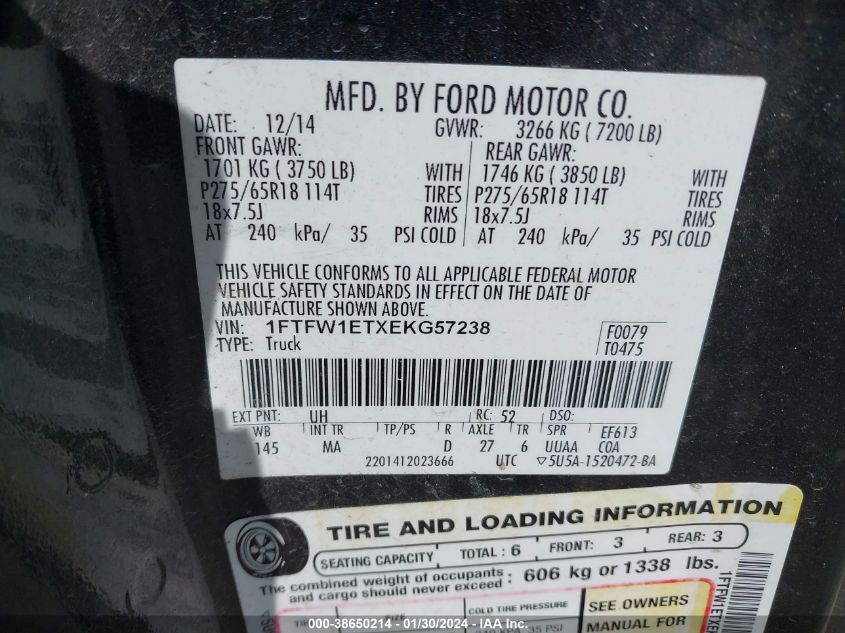 MFD. BY FORD MOTOR CO.
DATE: 12/14 GVWR: 3266 KG ( 7200 LB)
FRONT GAWR: REAR GAWR:
1701 KG ( 3750 LB) WITH 1746 KG ( 3850 LB) WITH
P275/65R18 114T TIRES P275/65R18 114T TIRES
18x7.5J RIMS 18x7.5J RIMS
AT 240 kPa/ 35 PSI COLD AT 240 kPa/ 35 PSI COLD
THIS VEHICLE CONFORMS TO ALL APPLICABLE FEDERAL MOTOR
VEHICLE SAFETY STANDARDS IN EFFECT ON THE DATE OF
MANUFACTURE SHOWN ABOVE.
VIN: 1FTFW1ETXEKG57238 F0079
TYPE: Truck T0475
EXT PNT: UH RC: 52 DSO:
WB INT TR TP/PS R AXLE TR SPR EF613
145 MA D 27 6 UUAA COA
2201412023666 UTC ▽5U5A-1520472-BA
TIRE AND LOADING INFORMATION
SEATING CAPACITY TOTAL : 6 FRONT: 3 REAR: 3
The combined weight of occupants : 606 kg or 1338 lbs.
and cargo should never exceed :
COLD TIRE PRESSURE SEE OWNERS
35 PSI MANUAL FOR
1FTFW1ETXE
000-38650214 - 01/30/2024 - IAA Inc.